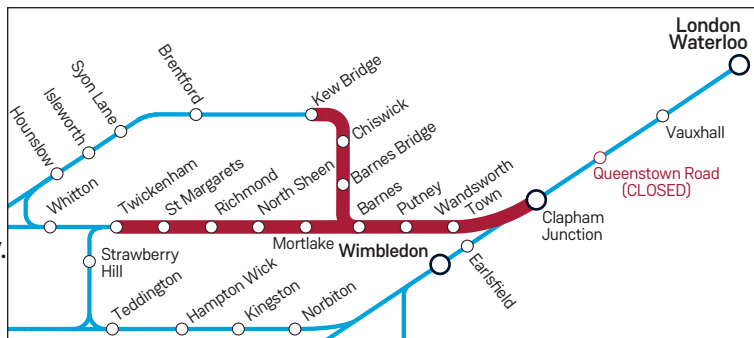 London
Waterloo
Vauxhall
Queenstown Road
(CLOSED)
Clapham
Junction
Brentford
Kew Bridge
Syon Lane
Isleworth
Hounslow
Chiswick
Barnes Bridge
Whitton
Twickenham
St Margarets
Richmond
North Sheen
Mortlake
Barnes
Putney
Wandsworth
Town
Wimbledon
Earlsfield
y.
Strawberry
Hill
Teddington
Hampton Wick
Kingston
Norbiton